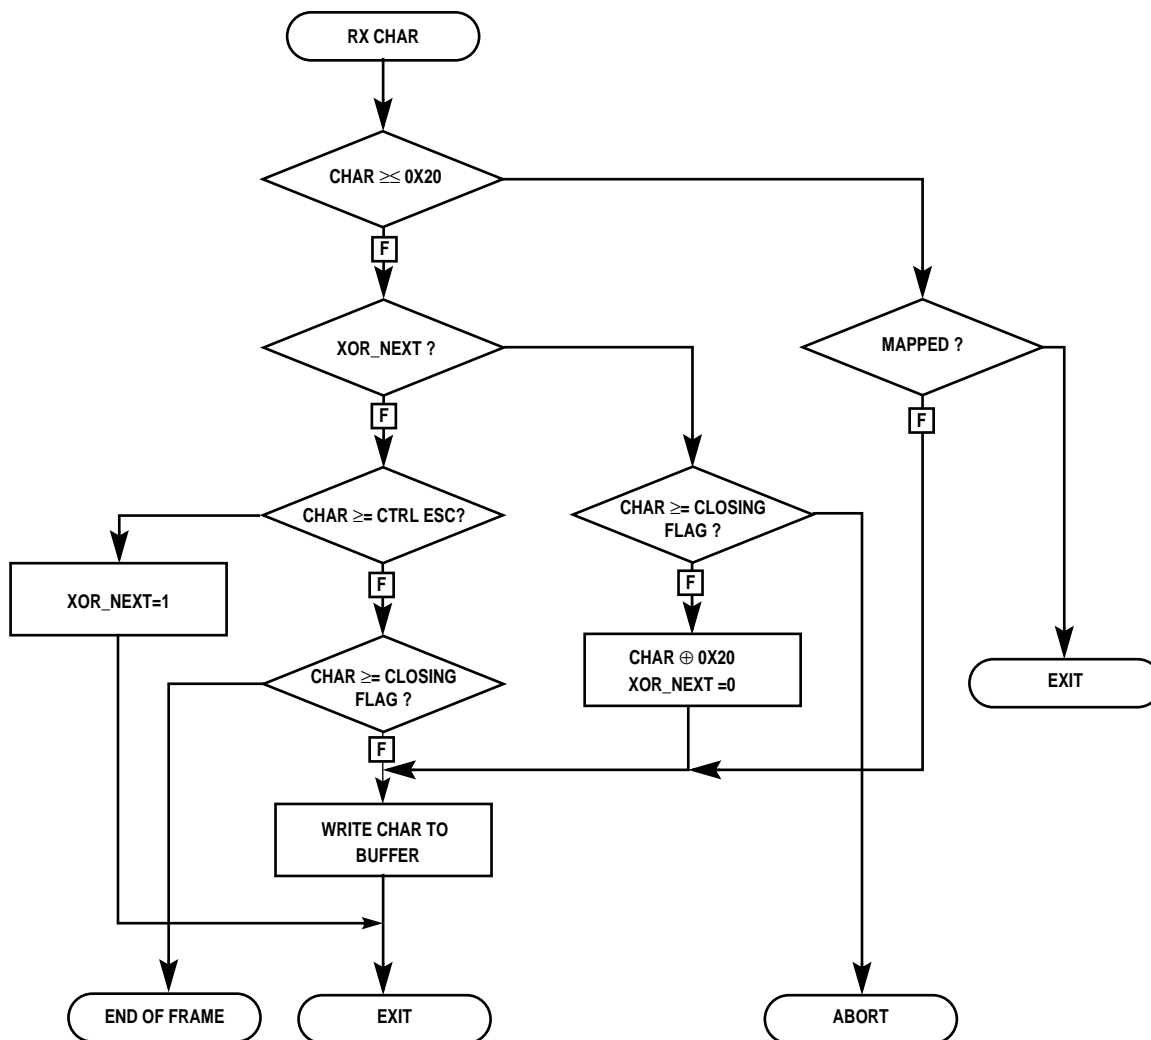 RX CHAR
CHAR ≥≤ 0X20
F
XOR_NEXT ?
MAPPED ?
F
F
CHAR ≥= CTRL ESC?
CHAR ≥= CLOSING
FLAG ?
F
F
XOR_NEXT=1
CHAR ⊕ 0X20
XOR_NEXT =0
CHAR ≥= CLOSING
FLAG ?
EXIT
F
WRITE CHAR TO
BUFFER
END OF FRAME
EXIT
ABORT